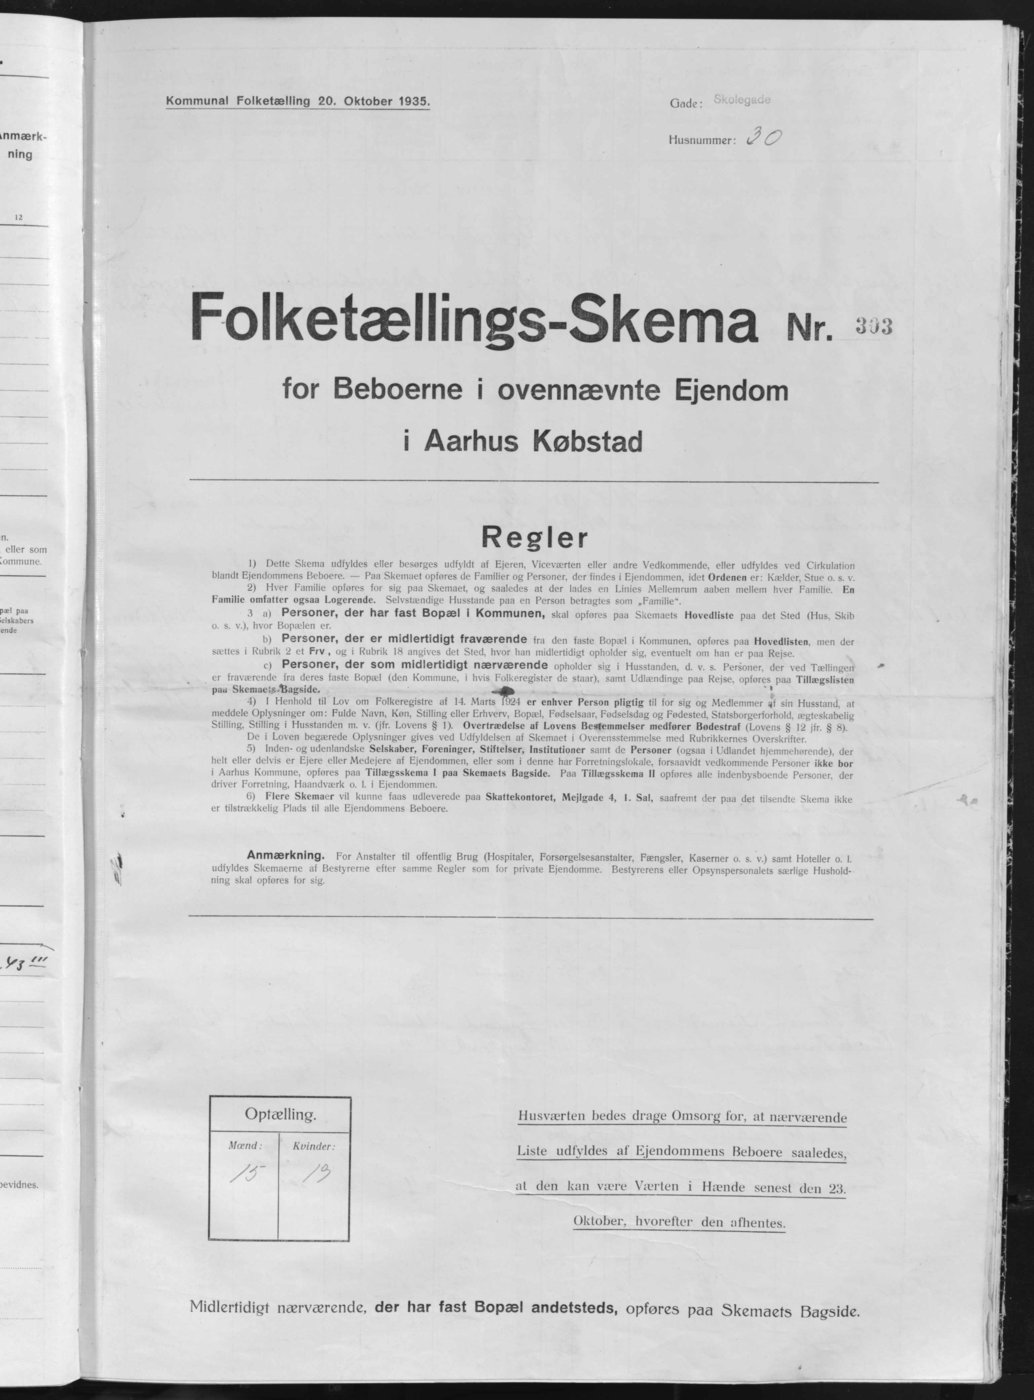 Anmærk-
ning
12
n.
eller som
Kommune.
pæl paa
Selskabers
ende
43 III
bevidnes.
Kommunal Folketælling 20. Oktober 1935.
Gade: Skolegade
Husnummer: 30
Folketællings-Skema Nr. 303
for Beboerne i ovennævnte Ejendom
i Aarhus Købstad
Regler
1) Dette Skema udfyldes eller besørges udfyldt af Ejeren, Viceværten eller andre Vedkommende, eller udfyldes ved Cirkulation
blandt Ejendommens Beboere. — Paa Skemaet opføres de Familier og Personer, der findes i Ejendommen, idet Ordenen er: Kælder, Stue o. s. v.
2) Hver Familie opføres for sig paa Skemaet, og saaledes at der lades en Linies Mellemrum aaben mellem hver Familie. En
Familie omfatter ogsaa Logerende. Selvstændige Husstande paa en Person betragtes som „Familie“.
3 a) Personer, der har fast Bopæl i Kommunen, skal opføres paa Skemaets Hovedliste paa det Sted (Hus, Skib
o. s. v.), hvor Bopælen er.
b) Personer, der er midlertidigt fraværende fra den faste Bopæl i Kommunen, opføres paa Hovedlisten, men der
sættes i Rubrik 2 et Frv, og i Rubrik 18 angives det Sted, hvor han midlertidigt opholder sig, eventuelt om han er paa Rejse.
c) Personer, der som midlertidigt nærværende opholder sig i Husstanden, d. v. s. Personer, der ved Tællingen
er fraværende fra deres faste Bopæl (den Kommune, i hvis Folkeregister de staar), samt Udlændinge paa Rejse, opføres paa Tillægslisten
paa Skemaets Bagside.
4) I Henhold til Lov om Folkeregistre af 14. Marts 1924 er enhver Person pligtig til for sig og Medlemmer af sin Husstand, at
meddele Oplysninger om: Fulde Navn, Køn, Stilling eller Erhverv, Bopæl, Fødselsaar, Fødselsdag og Fødested, Statsborgerforhold, ægteskabelig
Stilling, Stilling i Husstanden m. v. (jfr. Lovens § 1). Overtrædelse af Lovens Bestemmelser medfører Bødestraf (Lovens § 12 jfr. § 8).
De i Loven begærede Oplysninger gives ved Udfyldelsen af Skemaet i Overensstemmelse med Rubrikkernes Overskrifter.
5) Inden- og udenlandske Selskaber, Foreninger, Stiftelser, Institutioner samt de Personer (ogsaa i Udlandet hjemmehørende), der
helt eller delvis er Ejere eller Medejere af Ejendommen, eller som i denne har Forretningslokale, forsaavidt vedkommende Personer ikke bor
i Aarhus Kommune, opføres paa Tillægsskema I paa Skemaets Bagside. Paa Tillægsskema II opføres alle indenbysboende Personer, der
driver Forretning, Haandværk o. l. i Ejendommen.
6) Flere Skemaer vil kunne faas udleverede paa Skattekontoret, Mejlgade 4, 1. Sal, saafremt der paa det tilsendte Skema ikke
er tilstrækkelig Plads til alle Ejendommens Beboere.
Anmærkning. For Anstalter til offentlig Brug (Hospitaler, Forsørgelsesanstalter, Fængsler, Kaserner o. s. v.) samt Hoteller o. l.
udfyldes Skemaerne af Bestyrerne efter samme Regler som for private Ejendomme. Bestyrerens eller Opsynspersonalets særlige Hushold-
ning skal opføres for sig.
Optælling.
Mænd: Kvinder:
15 13
Husværten bedes drage Omsorg for, at nærværende
Liste udfyldes af Ejendommens Beboere saaledes,
at den kan være Værten i Hænde senest den 23.
Oktober, hvorefter den afhentes.
Midlertidigt nærværende, der har fast Bopæl andetsteds, opføres paa Skemaets Bagside.